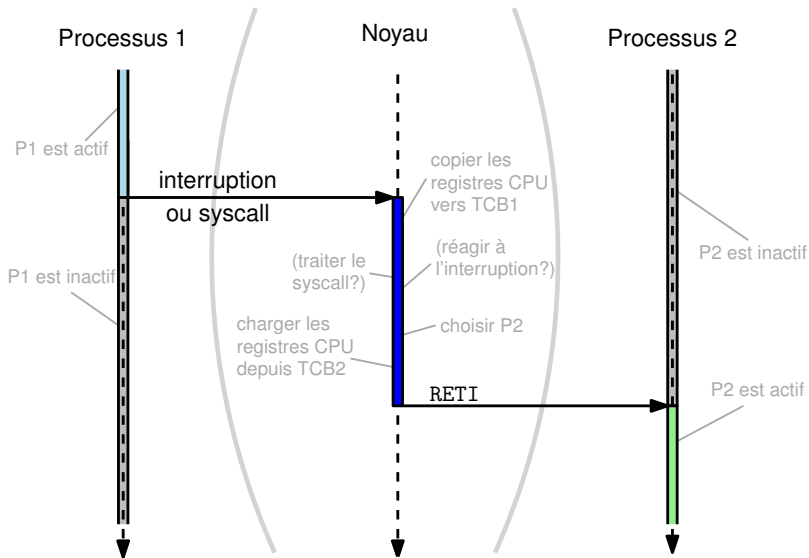 Processus 1
Noyau
Processus 2
P1 est actif
interruption
ou syscall
copier les
registres CPU
vers TCB1
P1 est inactif
(traiter le
syscall?)
(réagir à
l'interruption?)
P2 est inactif
charger les
registres CPU
depuis TCB2
choisir P2
RETI
P2 est actif